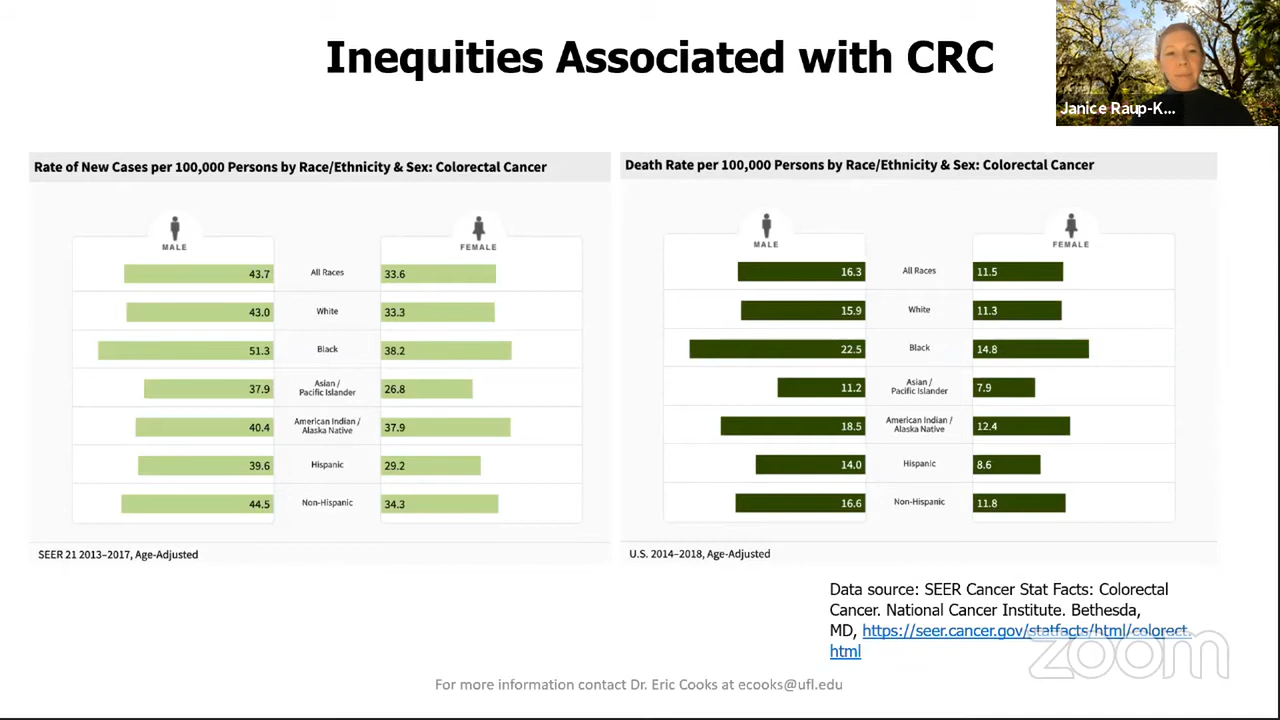 Inequities Associated with CRC
Janice Raup-K...
Rate of New Cases per 100,000 Persons by Race/Ethnicity & Sex: Colorectal Cancer
MALE
FEMALE
43.7 All Races 33.6
43.0 White 33.3
51.3 Black 38.2
37.9 Asian / Pacific Islander 26.8
40.4 American Indian / Alaska Native 37.9
39.6 Hispanic 29.2
44.5 Non-Hispanic 34.3
SEER 21 2013–2017, Age-Adjusted
Death Rate per 100,000 Persons by Race/Ethnicity & Sex: Colorectal Cancer
MALE
FEMALE
16.3 All Races 11.5
15.9 White 11.3
22.5 Black 14.8
11.2 Asian / Pacific Islander 7.9
18.5 American Indian / Alaska Native 12.4
14.0 Hispanic 8.6
16.6 Non-Hispanic 11.8
U.S. 2014–2018, Age-Adjusted
Data source: SEER Cancer Stat Facts: Colorectal
Cancer. National Cancer Institute. Bethesda,
MD, https://seer.cancer.gov/statfacts/html/colorect.
html
zoom
For more information contact Dr. Eric Cooks at ecooks@ufl.edu